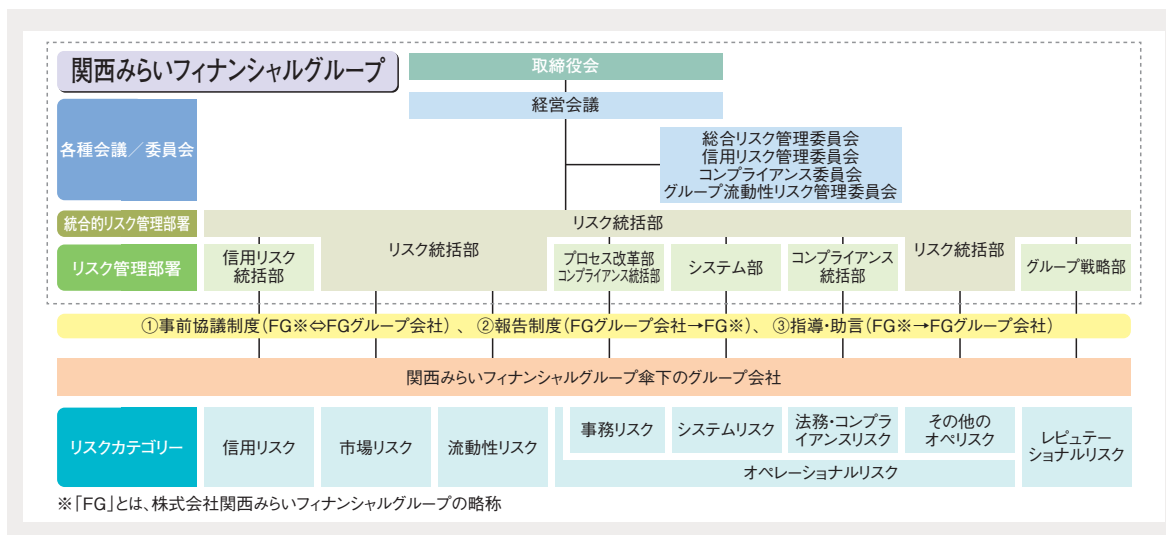 関西みらいフィナンシャルグループ
取締役会
経営会議
各種会議／委員会
総合リスク管理委員会
信用リスク管理委員会
コンプライアンス委員会
グループ流動性リスク管理委員会
統合的リスク管理部署
リスク統括部
リスク管理部署
信用リスク
統括部
リスク統括部
プロセス改革部
コンプライアンス統括部
システム部
コンプライアンス
統括部
リスク統括部
グループ戦略部
①事前協議制度（FG※⇔FGグループ会社）、②報告制度（FGグループ会社→FG※）、③指導・助言（FG※→FGグループ会社）
関西みらいフィナンシャルグループ傘下のグループ会社
リスクカテゴリー
信用リスク
市場リスク
流動性リスク
事務リスク
システムリスク
法務・コンプラ
イアンスリスク
その他の
オペリスク
オペレーショナルリスク
レピュテー
ショナルリスク
※「FG」とは、株式会社関西みらいフィナンシャルグループの略称